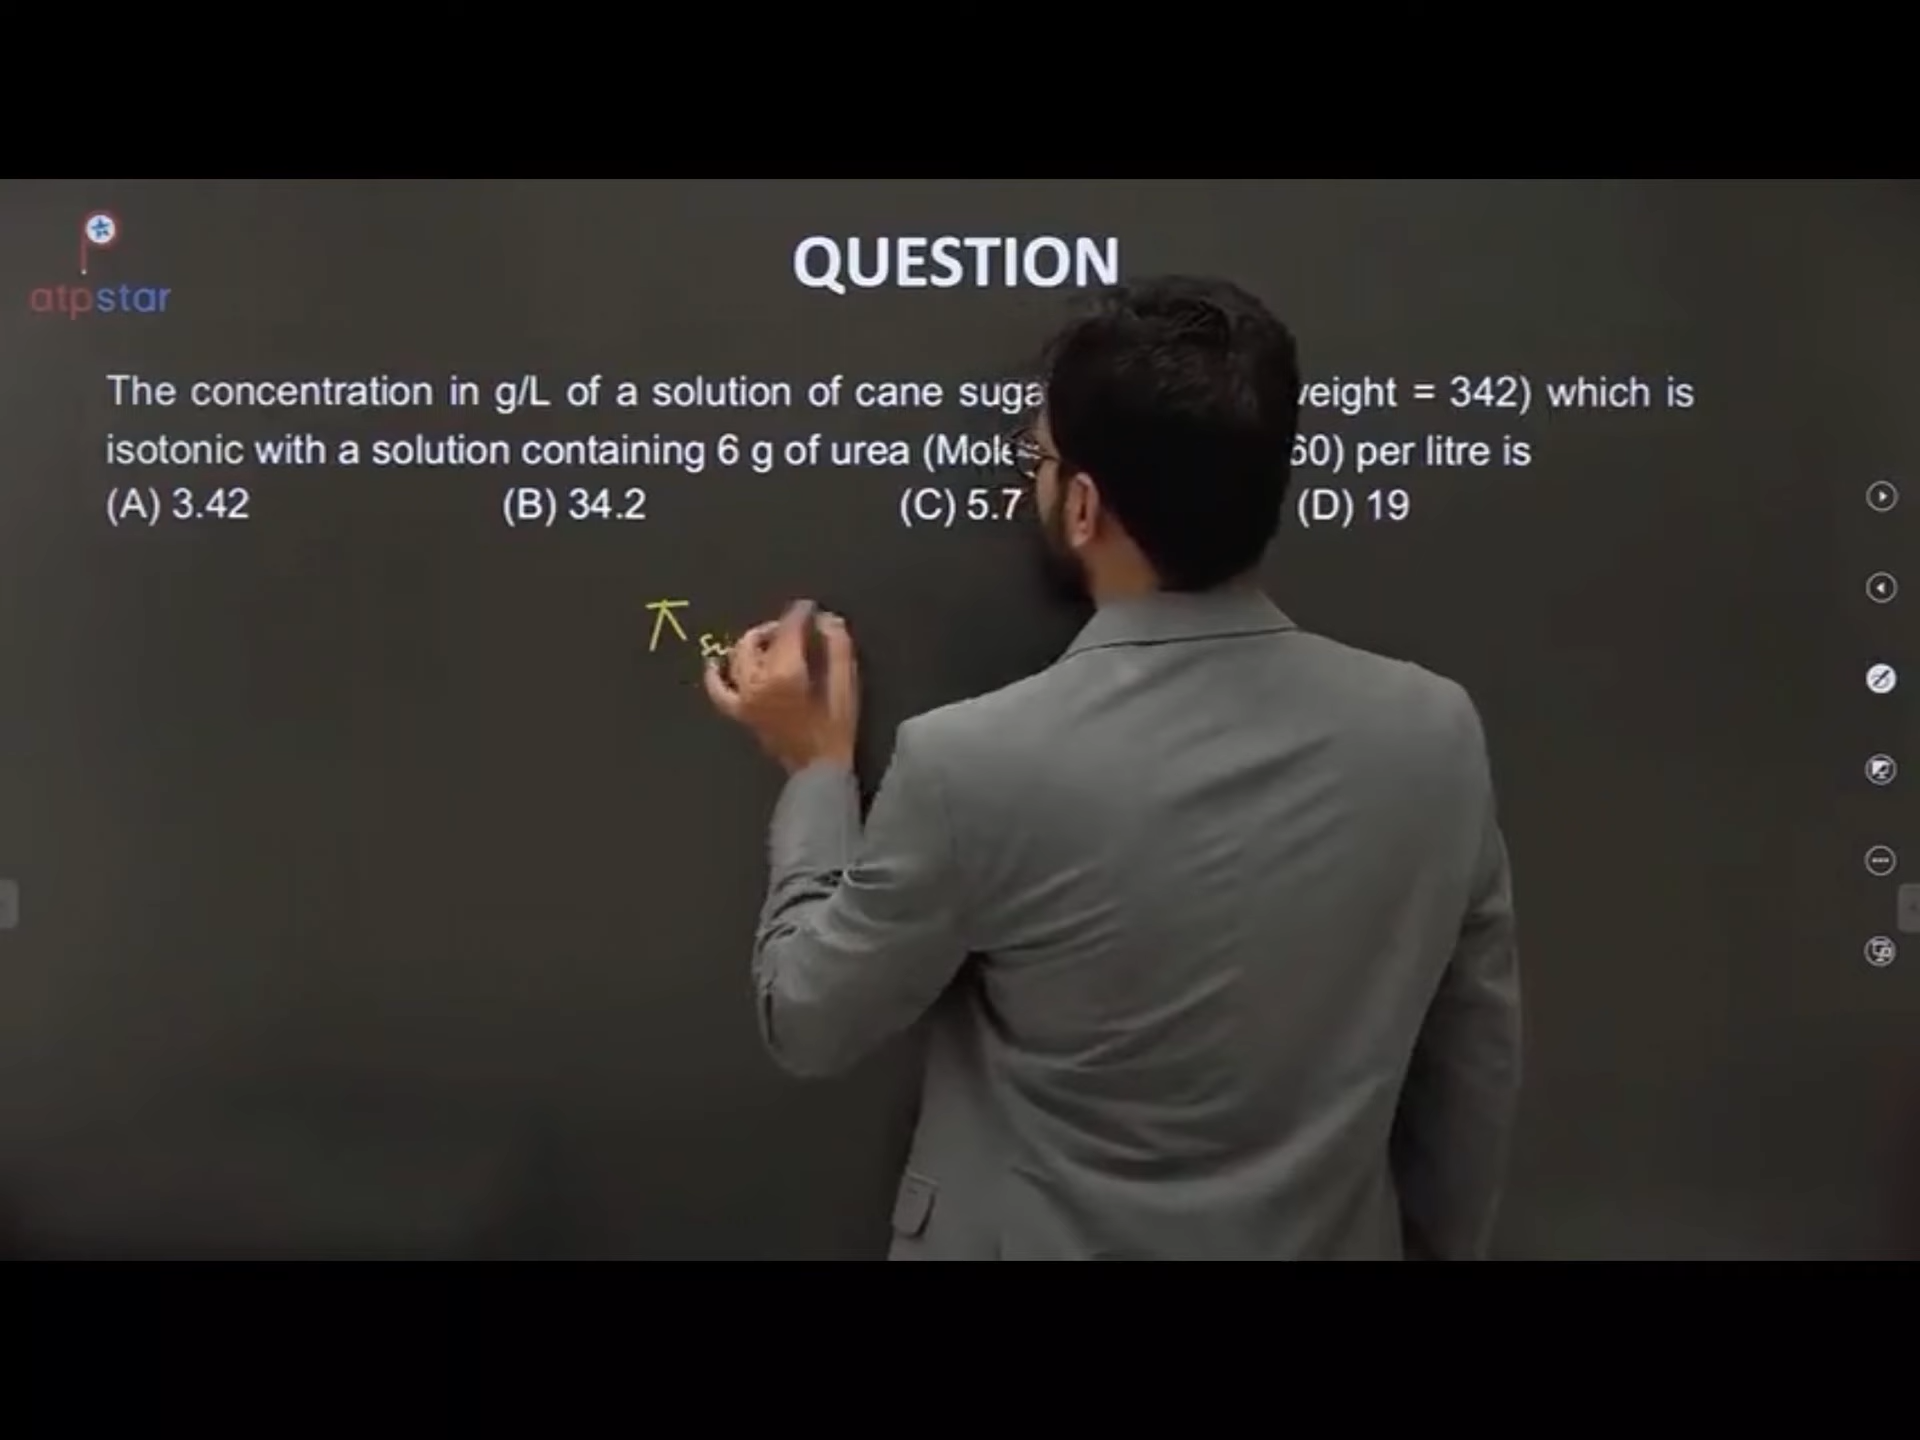 atpstar
QUESTION
The concentration in g/L of a solution of cane suga weight = 342) which is
isotonic with a solution containing 6 g of urea (Mole 60) per litre is
(A) 3.42 (B) 34.2 (C) 5.7 (D) 19
π